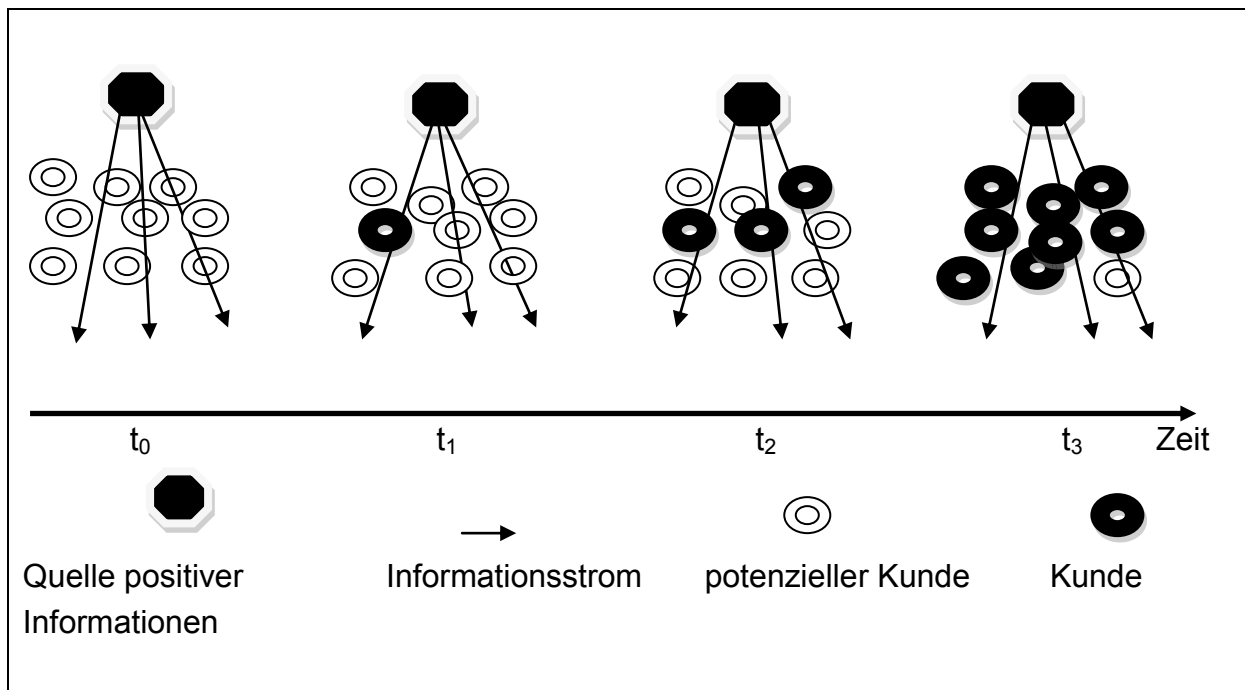 t₀ t₁ t₂ t₃ Zeit
Quelle positiver Informationsstrom potenzieller Kunde Kunde
Informationen